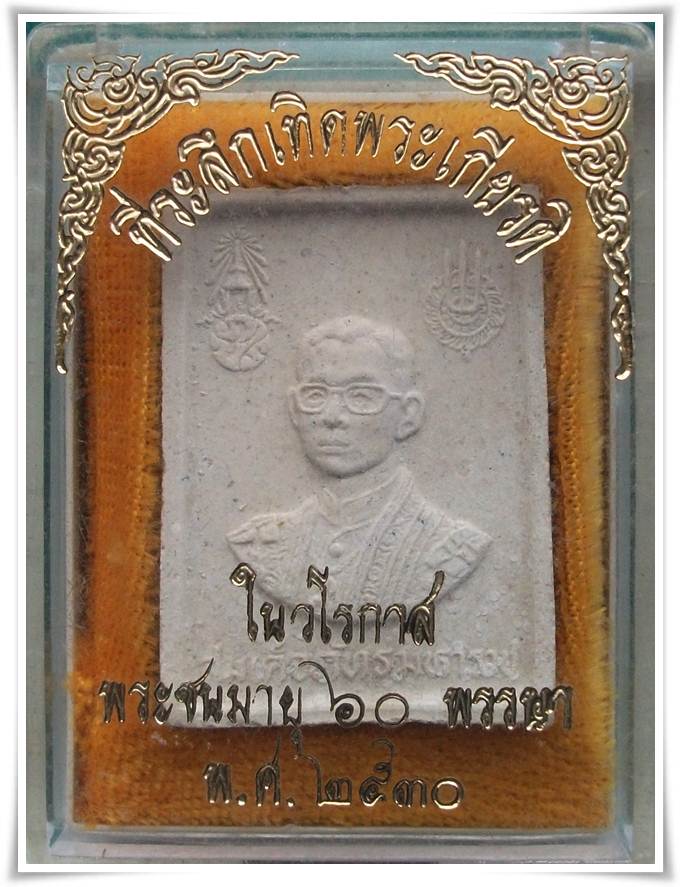 ที่ระลึกเทิดพระเกียรติ
ในวโรกาส
พระชนมายุ ๖๐ พรรษา
พ.ศ. ๒๕๓๐